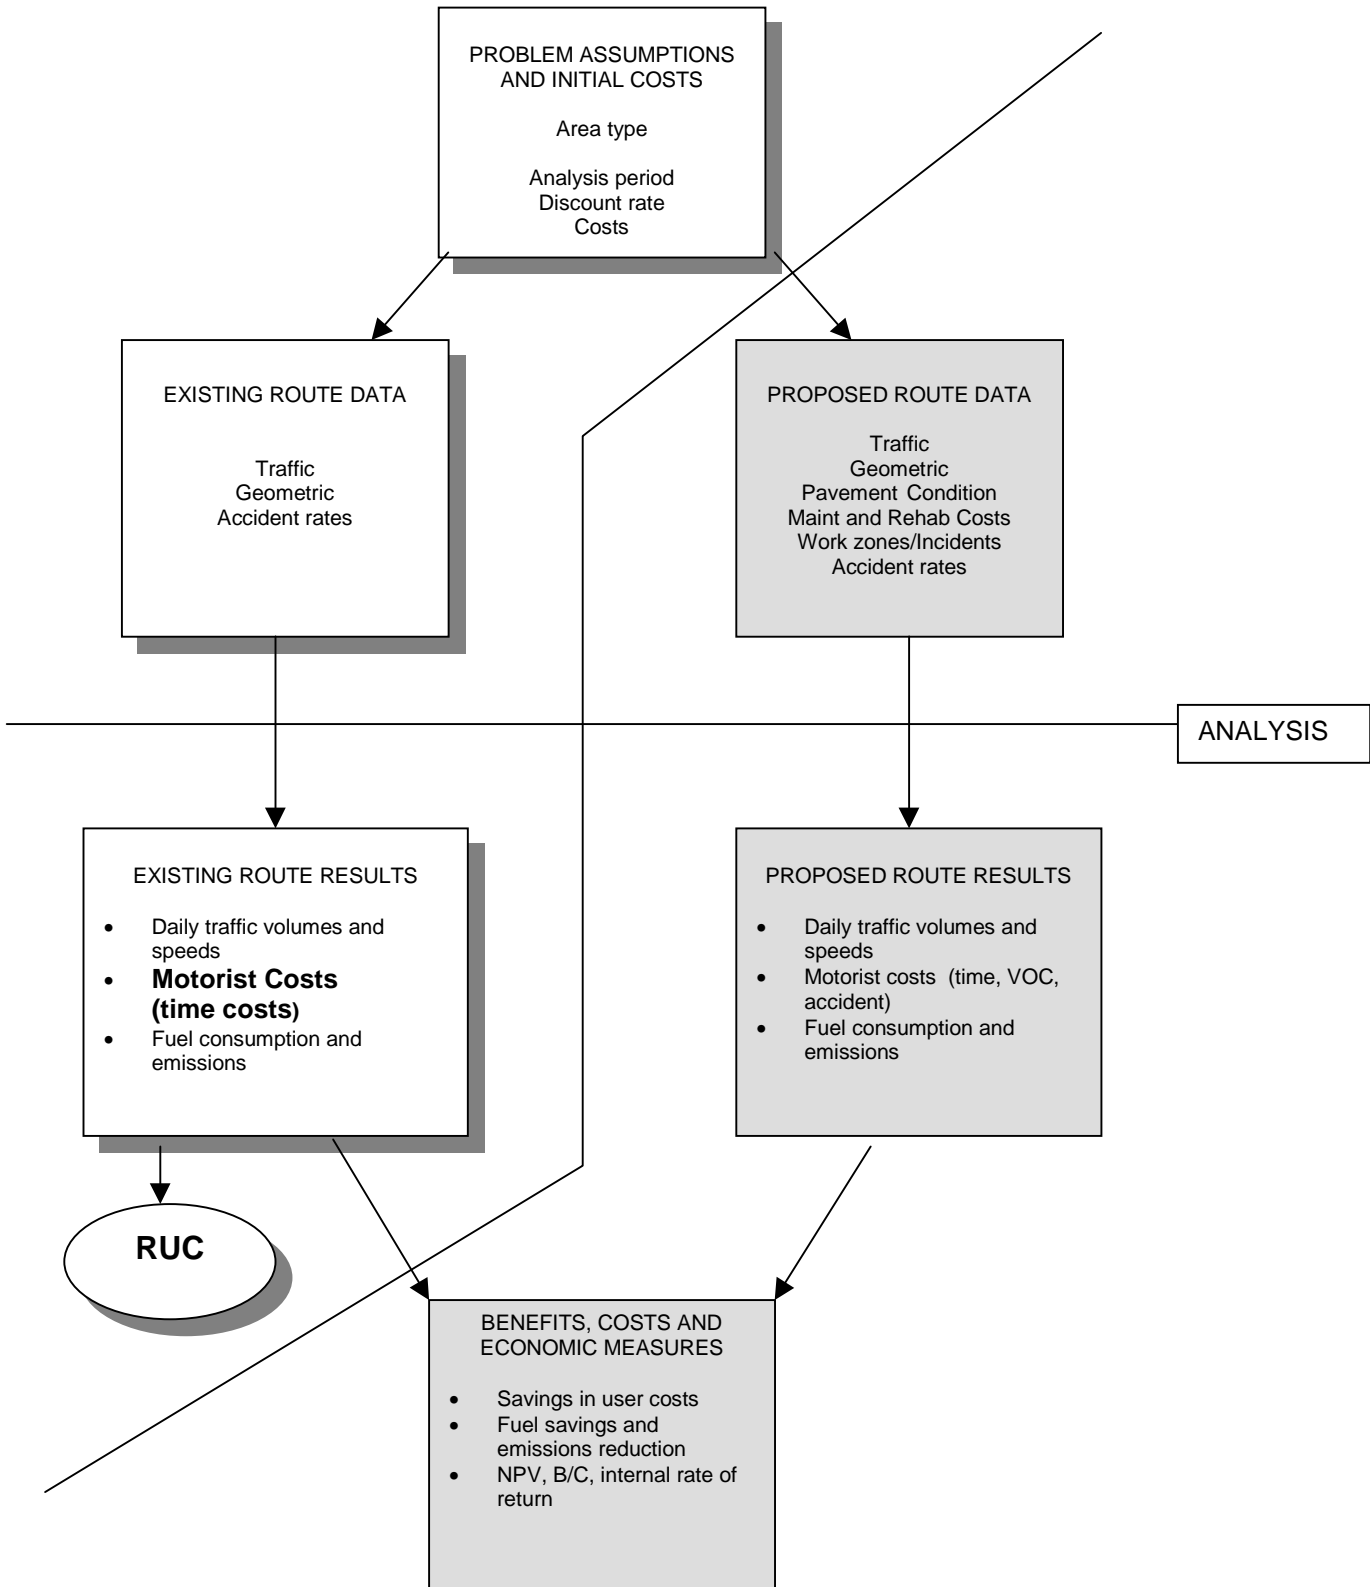 PROBLEM ASSUMPTIONS
AND INITIAL COSTS
Area type
Analysis period
Discount rate
Costs
EXISTING ROUTE DATA
Traffic
Geometric
Accident rates
PROPOSED ROUTE DATA
Traffic
Geometric
Pavement Condition
Maint and Rehab Costs
Work zones/Incidents
Accident rates
ANALYSIS
EXISTING ROUTE RESULTS
• Daily traffic volumes and
speeds
• Motorist Costs
(time costs)
• Fuel consumption and
emissions
PROPOSED ROUTE RESULTS
• Daily traffic volumes and
speeds
• Motorist costs (time, VOC,
accident)
• Fuel consumption and
emissions
RUC
BENEFITS, COSTS AND
ECONOMIC MEASURES
• Savings in user costs
• Fuel savings and
emissions reduction
• NPV, B/C, internal rate of
return